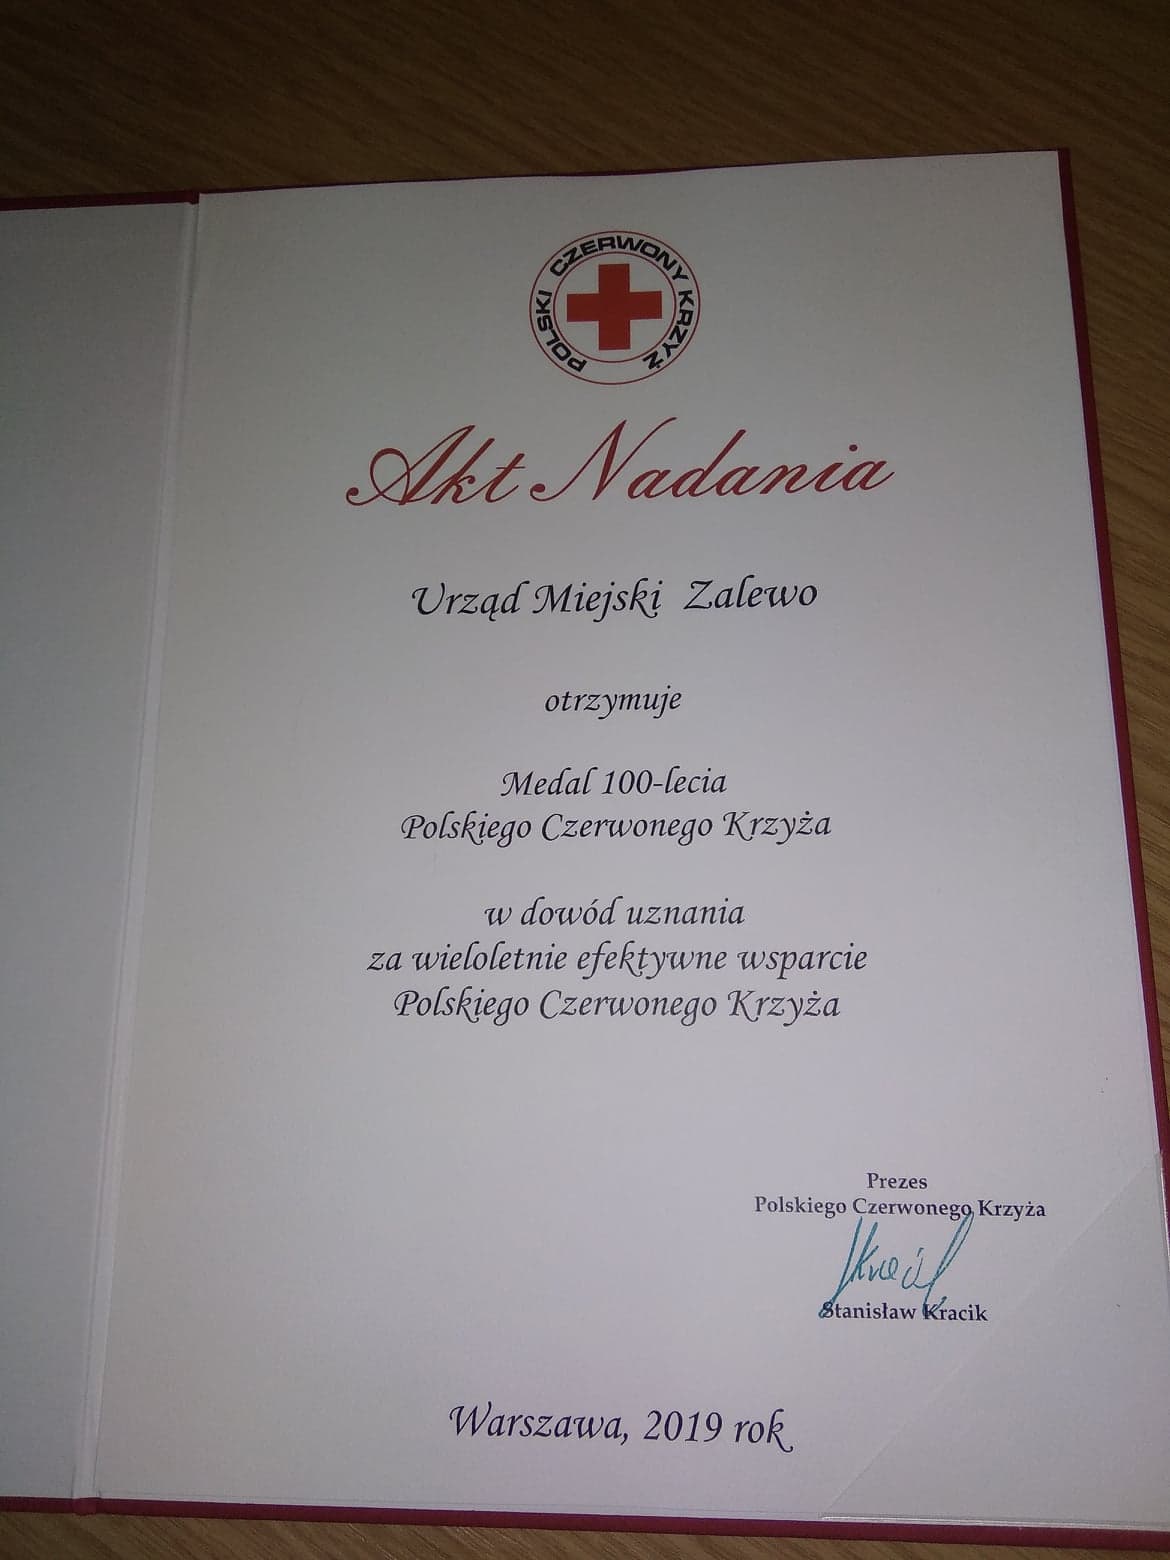 POLSKI CZERWONY KRZYŻ
Akt Nadania
Urząd Miejski Zalewo
otrzymuje
Medal 100-lecia
Polskiego Czerwonego Krzyża
w dowód uznania
za wieloletnie efektywne wsparcie
Polskiego Czerwonego Krzyża
Prezes
Polskiego Czerwonego Krzyża
Stanisław Kracik
Warszawa, 2019 rok